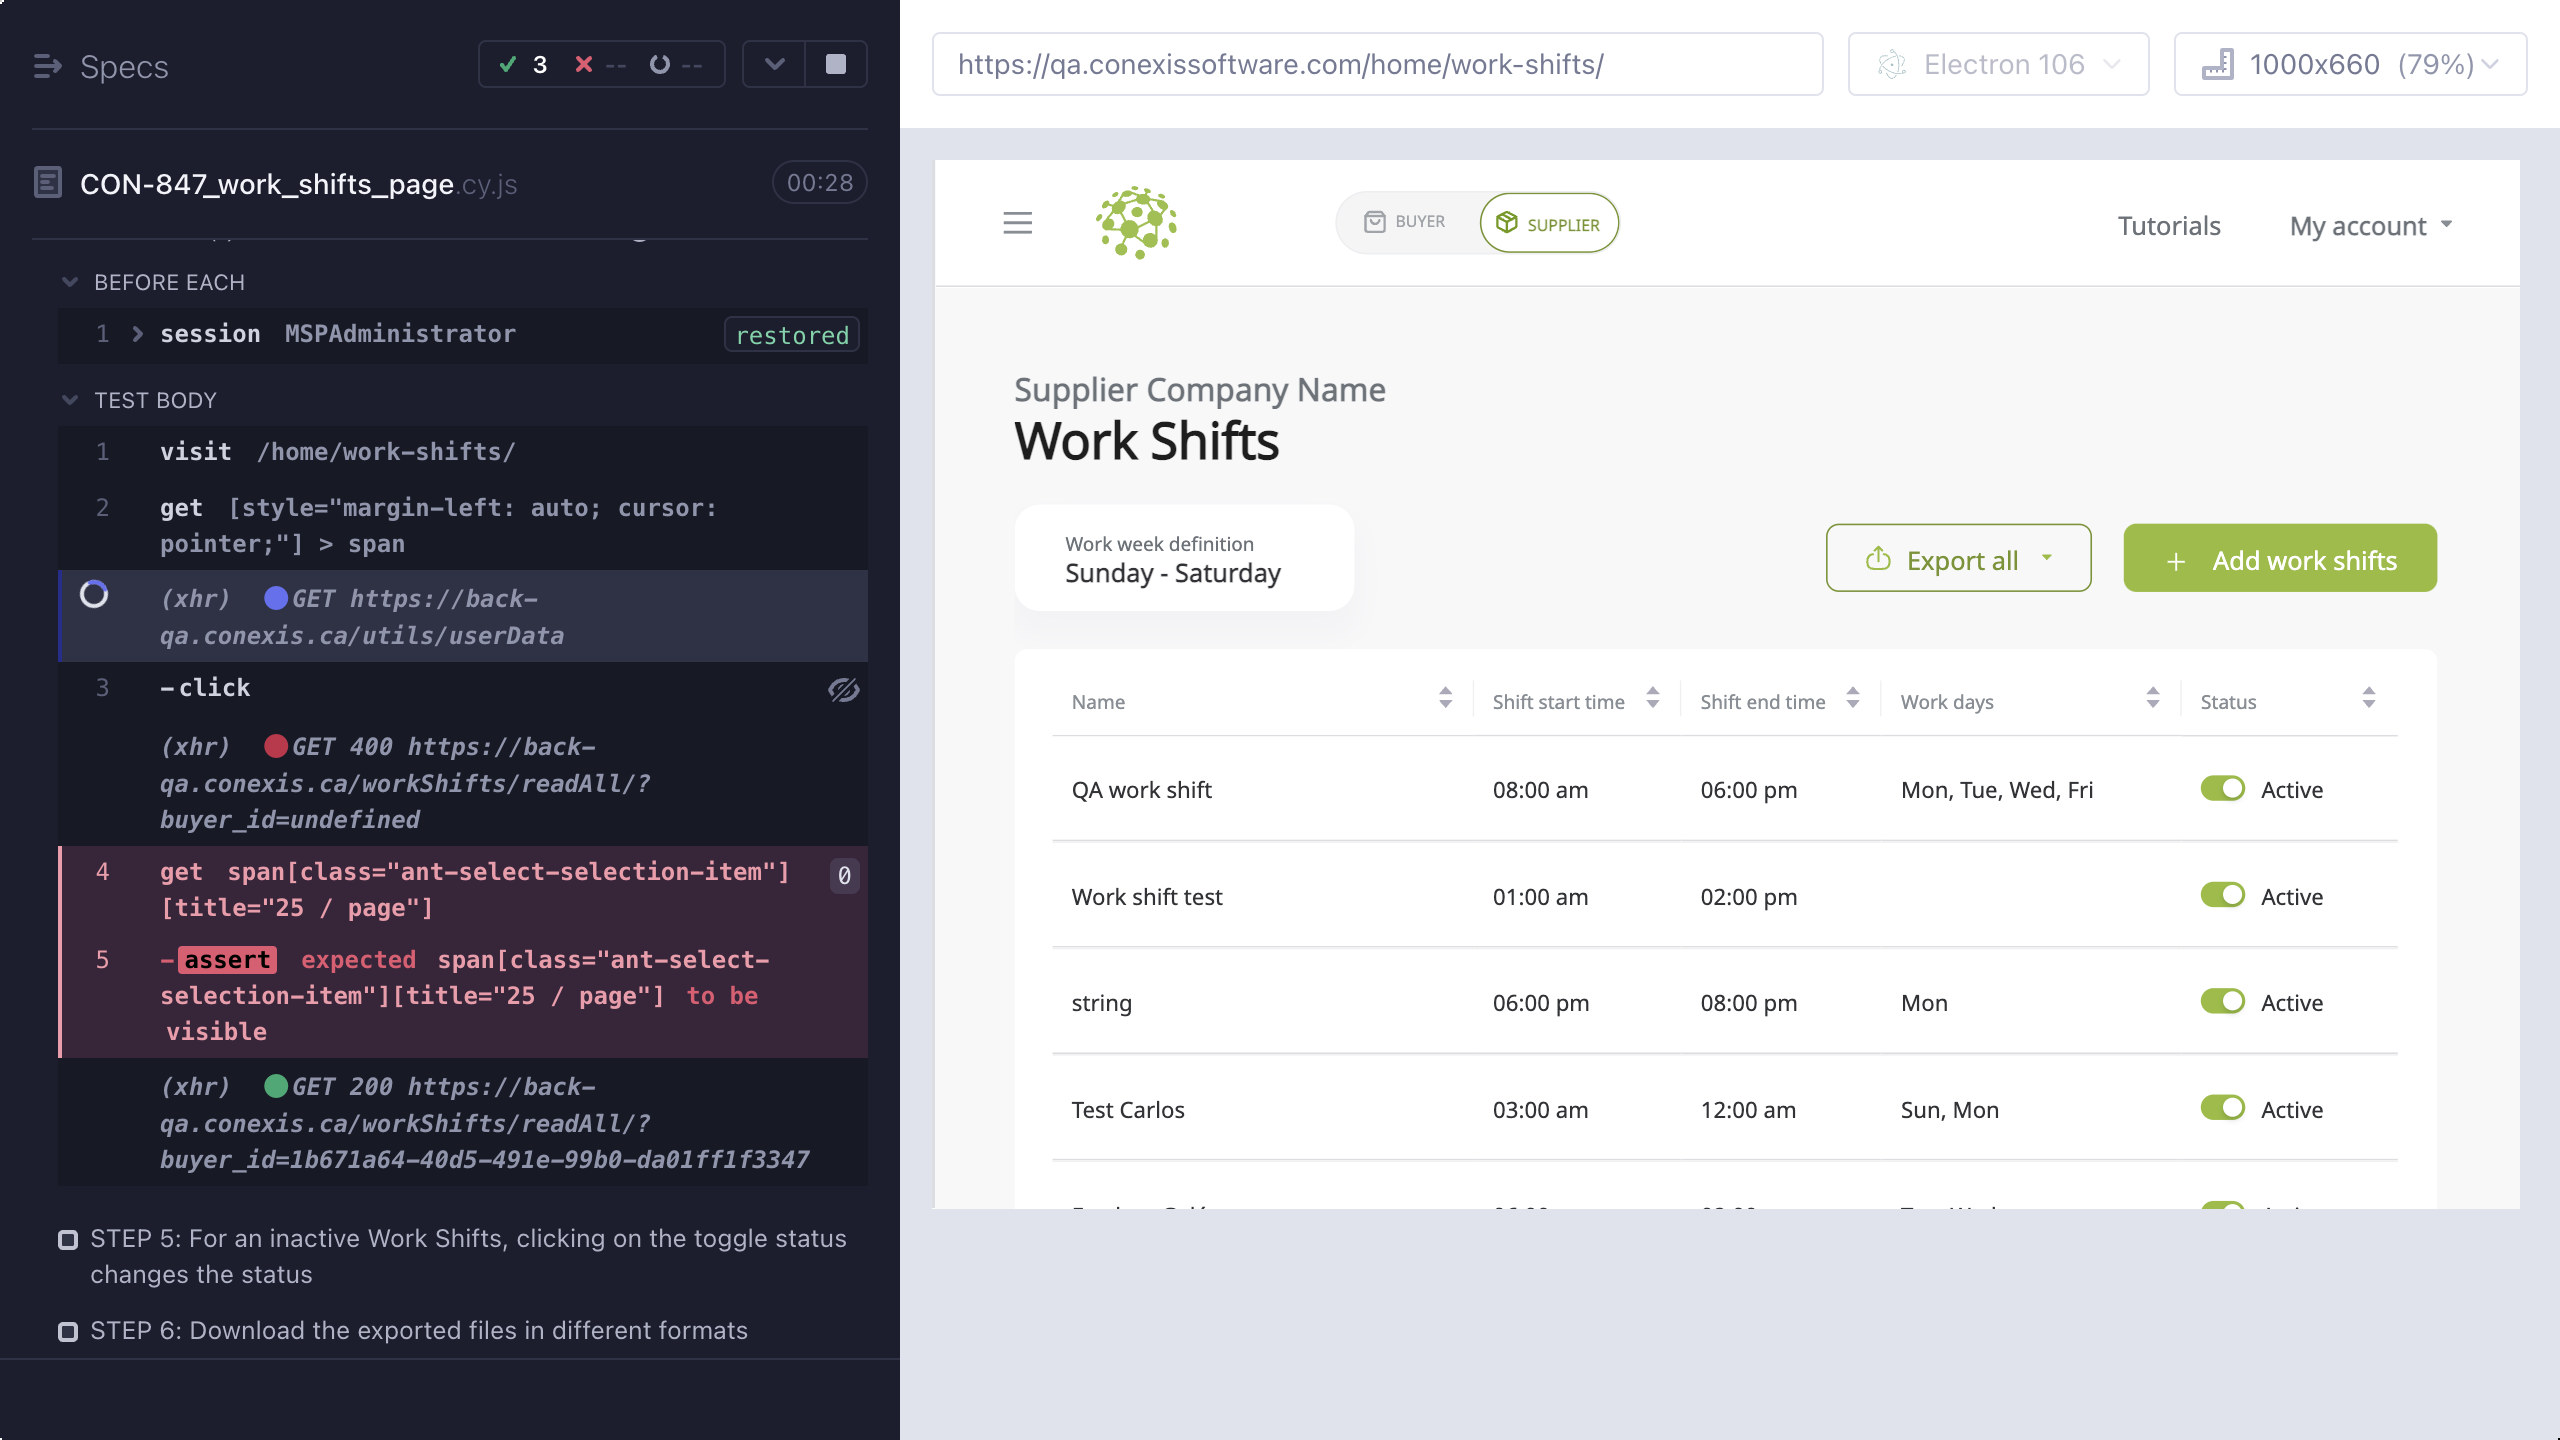 Specs
3
--
--
CON-847_work_shifts_page.cy.js
00:28
BEFORE EACH
1 session MSPAdministrator
restored
TEST BODY
1 visit /home/work-shifts/
2 get [style="margin-left: auto; cursor:
pointer;"] > span
(xhr) GET https://back-
qa.conexis.ca/utils/userData
3 -click
(xhr) GET 400 https://back-
qa.conexis.ca/workShifts/readAll/?
buyer_id=undefined
4 get span[class="ant-select-selection-item"]
[title="25 / page"]
0
5 -assert expected span[class="ant-select-
selection-item"][title="25 / page"] to be
visible
(xhr) GET 200 https://back-
qa.conexis.ca/workShifts/readAll/?
buyer_id=1b671a64-40d5-491e-99b0-da01ff1f3347
STEP 5: For an inactive Work Shifts, clicking on the toggle status
changes the status
STEP 6: Download the exported files in different formats
https://qa.conexissoftware.com/home/work-shifts/
Electron 106
1000x660 (79%)
BUYER
SUPPLIER
Tutorials
My account
Supplier Company Name
Work Shifts
Work week definition
Sunday - Saturday
Export all
+ Add work shifts
Name Shift start time Shift end time Work days Status
QA work shift 08:00 am 06:00 pm Mon, Tue, Wed, Fri Active
Work shift test 01:00 am 02:00 pm Active
string 06:00 pm 08:00 pm Mon Active
Test Carlos 03:00 am 12:00 am Sun, Mon Active